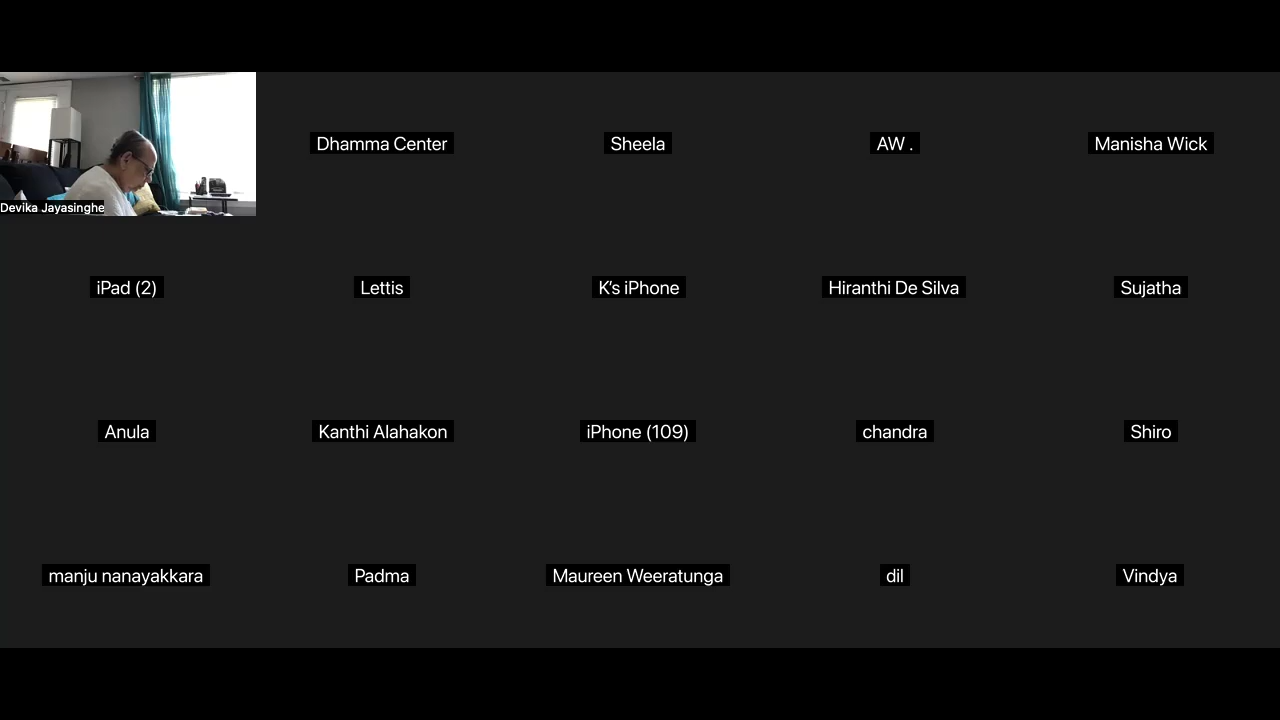 Devika Jayasinghe
Dhamma Center
Sheela
AW .
Manisha Wick
iPad (2)
Lettis
K's iPhone
Hiranthi De Silva
Sujatha
Anula
Kanthi Alahakon
iPhone (109)
chandra
Shiro
manju nanayakkara
Padma
Maureen Weeratunga
dil
Vindya